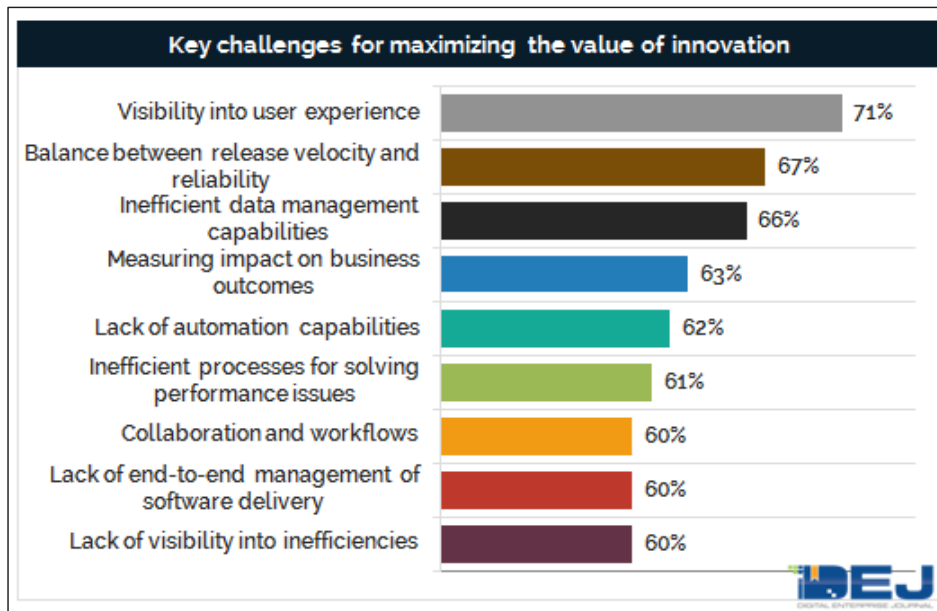 Key challenges for maximizing the value of innovation
Visibility into user experience
71%
Balance between release velocity and
reliability
67%
Inefficient data management
capabilities
66%
Measuring impact on business
outcomes
63%
Lack of automation capabilities
62%
Inefficient processes for solving
performance issues
61%
Collaboration and workflows
60%
Lack of end-to-end management of
software delivery
60%
Lack of visibility into inefficiencies
60%
DEJ
DIGITAL ENTERPRISE JOURNAL